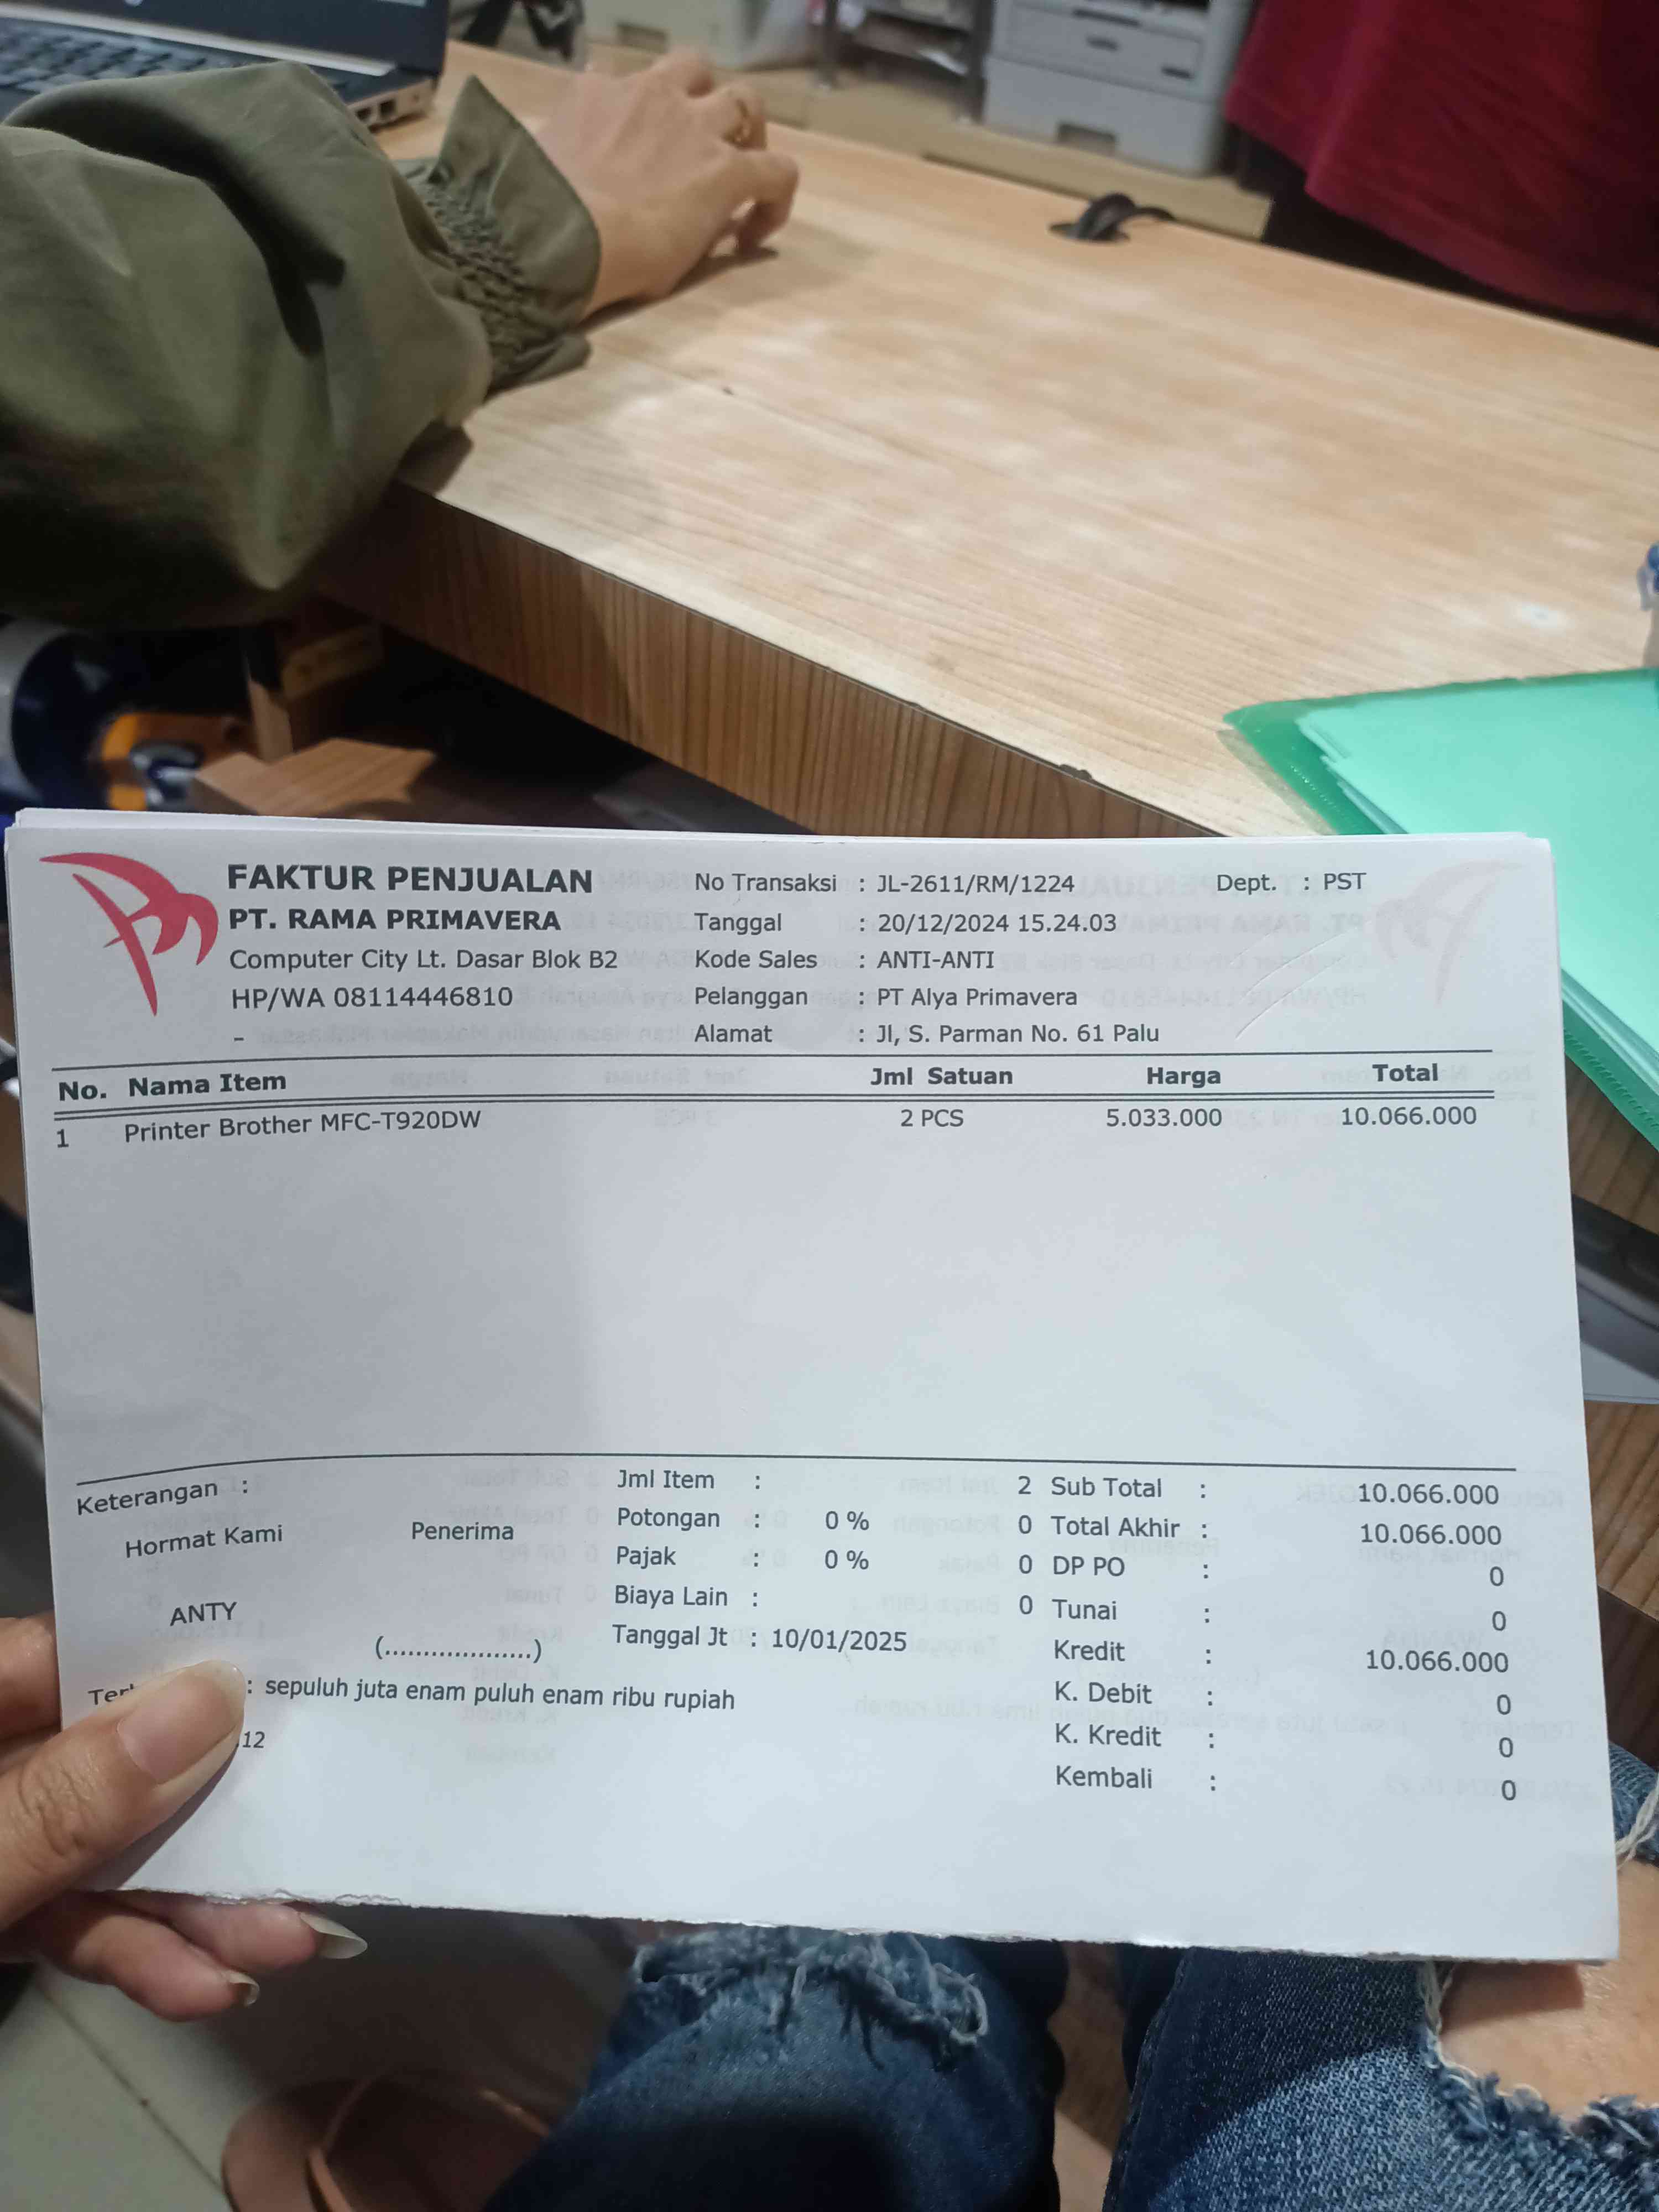 FAKTUR PENJUALAN
PT. RAMA PRIMAVERA
Computer City Lt. Dasar Blok B2
HP/WA 08114446810
-
No Transaksi : JL-2611/RM/1224
Dept. : PST
Tanggal : 20/12/2024 15.24.03
Kode Sales : ANTI-ANTI
Pelanggan : PT Alya Primavera
Alamat : Jl, S. Parman No. 61 Palu
No. Nama Item Jml Satuan Harga Total
1 Printer Brother MFC-T920DW 2 PCS 5.033.000 10.066.000
Keterangan :
Hormat Kami Penerima
ANTY
(...................)
Jml Item : 2
Potongan : 0 % 0
Pajak : 0 % 0
Biaya Lain : 0
Tanggal Jt : 10/01/2025
Sub Total : 10.066.000
Total Akhir : 10.066.000
DP PO : 0
Tunai : 0
Kredit : 10.066.000
K. Debit : 0
K. Kredit : 0
Kembali : 0
: sepuluh juta enam puluh enam ribu rupiah
.12